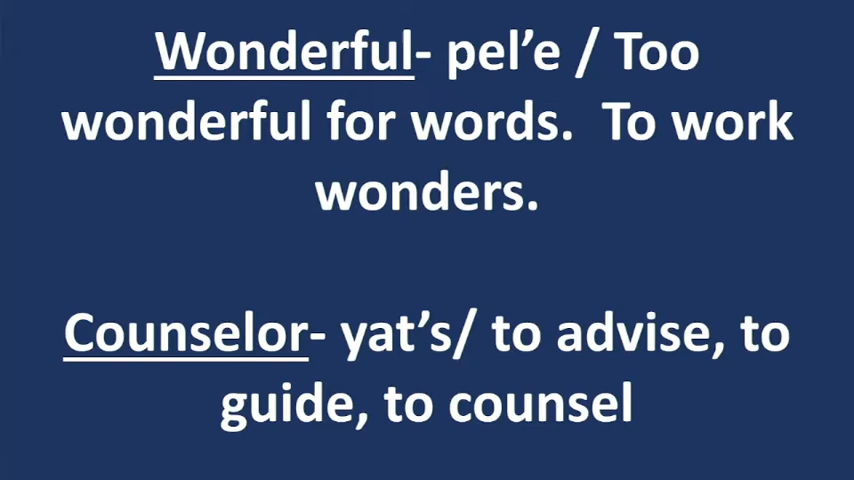 Wonderful- pel’e / Too
wonderful for words.  To work
wonders.
Counselor- yat’s/ to advise, to
guide, to counsel